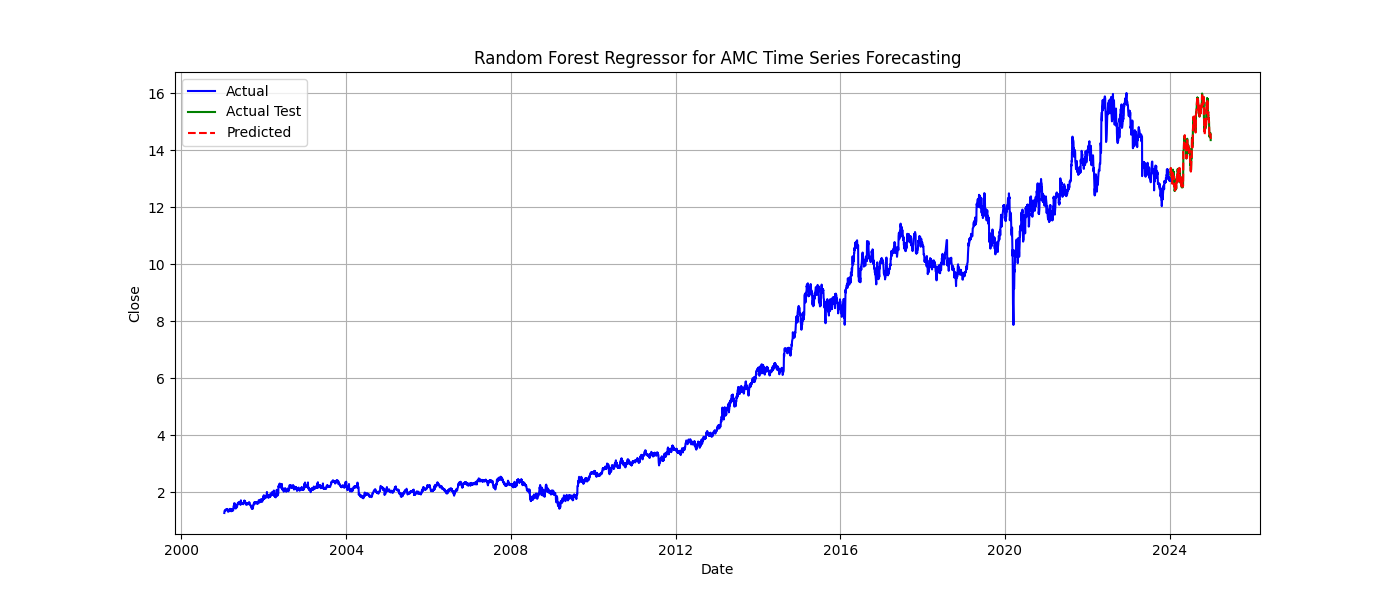 Random Forest Regressor for AMC Time Series Forecasting
Actual
Actual Test
Predicted
16
14
12
10
8
6
4
2
Close
2000 2004 2008 2012 2016 2020 2024
Date